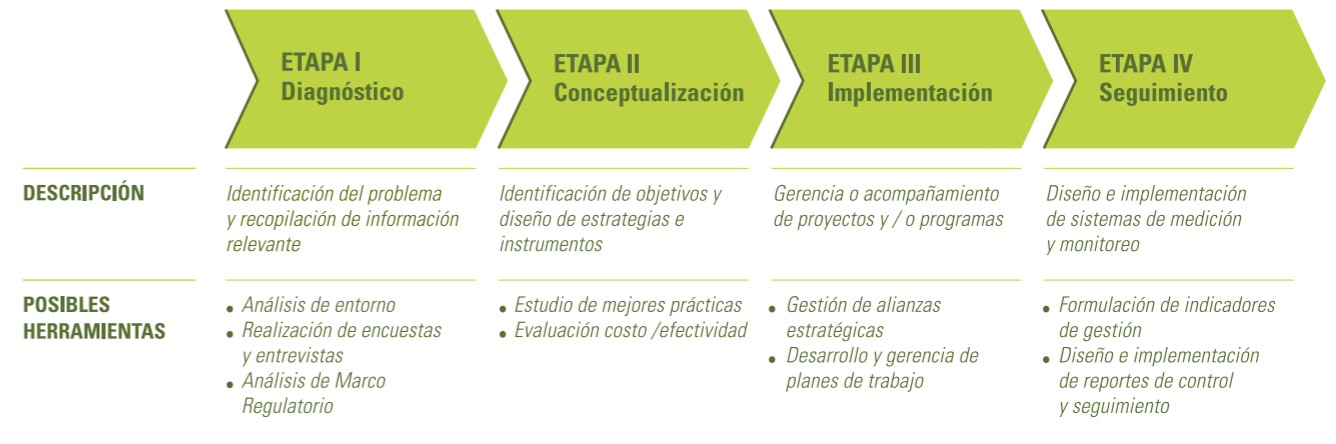 ETAPA I
Diagnóstico
ETAPA II
Conceptualización
ETAPA III
Implementación
ETAPA IV
Seguimiento
DESCRIPCIÓN
Identificación del problema
y recopilación de información
relevante
Identificación de objetivos y
diseño de estrategias e
instrumentos
Gerencia o acompañamiento
de proyectos y / o programas
Diseño e implementación
de sistemas de medición
y monitoreo
POSIBLES
HERRAMIENTAS
• Análisis de entorno
• Realización de encuestas
y entrevistas
• Análisis de Marco
Regulatorio
• Estudio de mejores prácticas
• Evaluación costo /efectividad
• Gestión de alianzas
estratégicas
• Desarrollo y gerencia de
planes de trabajo
• Formulación de indicadores
de gestión
• Diseño e implementación
de reportes de control
y seguimiento